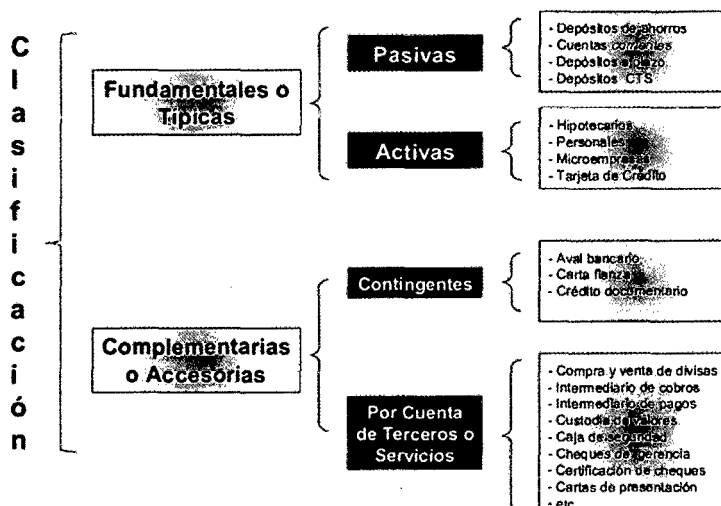 Clasificación
Fundamentales o
Típicas
Pasivas
- Depósitos de ahorros
- Cuentas corrientes
- Depósitos a plazo
- Depósitos CTS
Activas
- Hipotecarios
- Personales
- Microempresas
- Tarjeta de Crédito
Complementarias
o Accesorias
Contingentes
- Aval bancario
- Carta fianza
- Crédito documentario
Por Cuenta
de Terceros o
Servicios
- Compra y venta de divisas
- Intermediario de cobros
- Intermediario de pagos
- Custodia de valores
- Caja de seguridad
- Cheques de gerencia
- Certificación de cheques
- Cartas de presentación
- etc